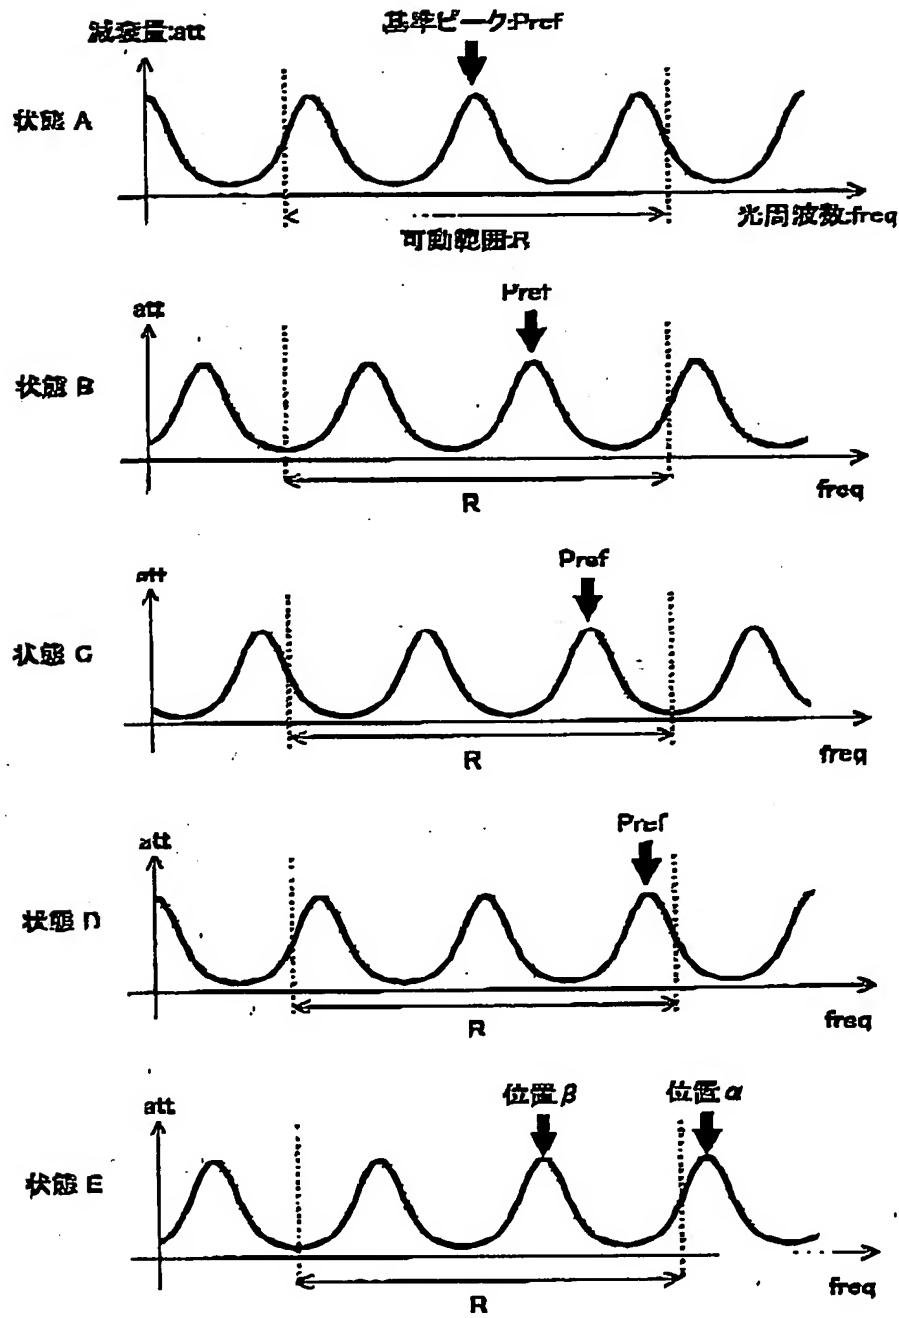 減衰量:att
基準ピーク:Pref
状態 A
光周波数:freq
可動範囲:R
Pref
att
状態 B
R
freq
Pref
att
状態 C
R
freq
Pref
att
状態 D
R
freq
位置β
位置α
att
状態 E
R
freq